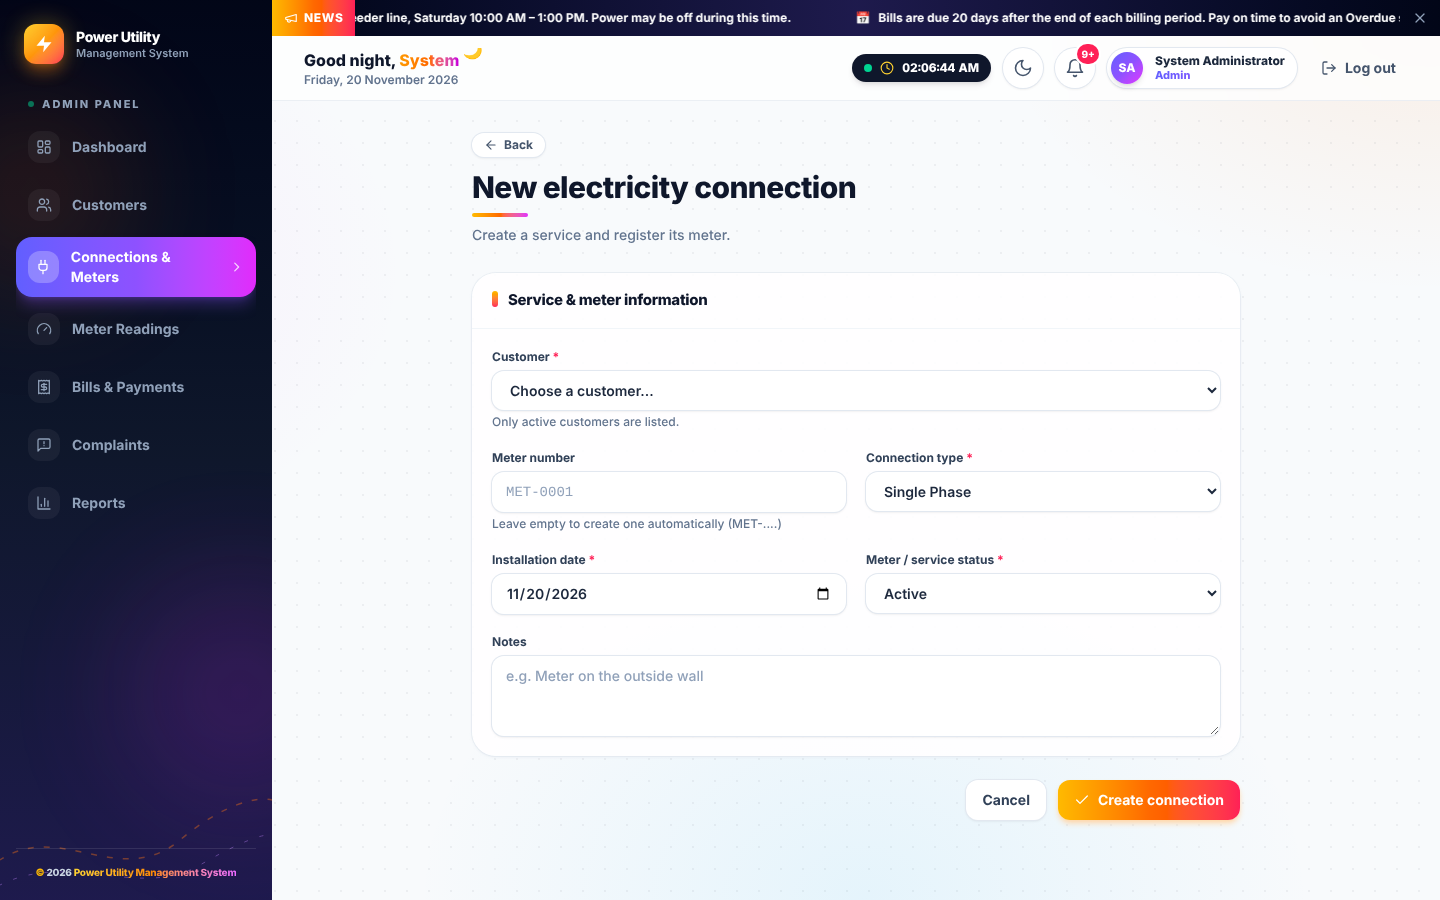 Power Utility
Management System
ADMIN PANEL
Dashboard
Customers
Connections & Meters
Meter Readings
Bills & Payments
Complaints
Reports
© 2026 Power Utility Management System
NEWS
eeder line, Saturday 10:00 AM – 1:00 PM. Power may be off during this time.
📅 Bills are due 20 days after the end of each billing period. Pay on time to avoid an Overdue
Good night, System 🌙
Friday, 20 November 2026
02:06:44 AM
9+
SA
System Administrator
Admin
Log out
Back
New electricity connection
Create a service and register its meter.
Service & meter information
Customer *
Choose a customer...
Only active customers are listed.
Meter number
MET-0001
Leave empty to create one automatically (MET-....)
Connection type *
Single Phase
Installation date *
11/20/2026
Meter / service status *
Active
Notes
e.g. Meter on the outside wall
Cancel
Create connection